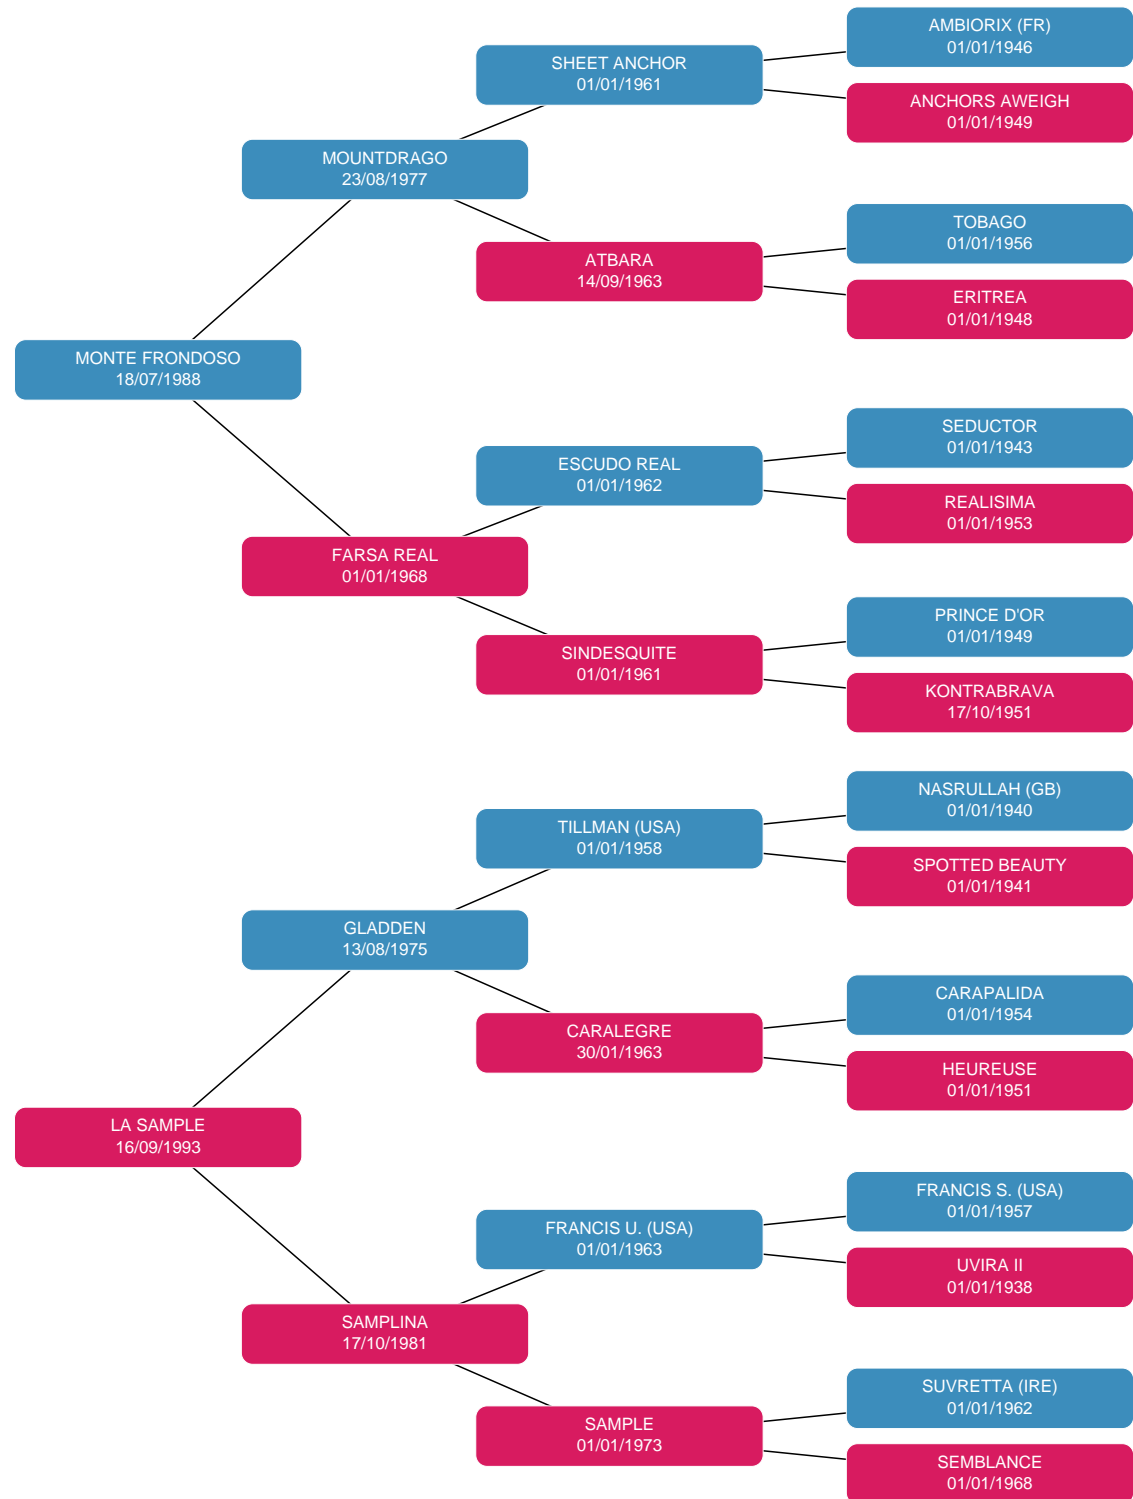 AMBIORIX (FR)
01/01/1946
SHEET ANCHOR
01/01/1961
ANCHORS AWEIGH
01/01/1949
MOUNTDRAGO
23/08/1977
TOBAGO
01/01/1956
ATBARA
14/09/1963
ERITREA
01/01/1948
MONTE FRONDOSO
18/07/1988
SEDUCTOR
01/01/1943
ESCUDO REAL
01/01/1962
REALISIMA
01/01/1953
FARSA REAL
01/01/1968
PRINCE D'OR
01/01/1949
SINDESQUITE
01/01/1961
KONTRABRAVA
17/10/1951
NASRULLAH (GB)
01/01/1940
TILLMAN (USA)
01/01/1958
SPOTTED BEAUTY
01/01/1941
GLADDEN
13/08/1975
CARAPALIDA
01/01/1954
CARALEGRE
30/01/1963
HEUREUSE
01/01/1951
LA SAMPLE
16/09/1993
FRANCIS S. (USA)
01/01/1957
FRANCIS U. (USA)
01/01/1963
UVIRA II
01/01/1938
SAMPLINA
17/10/1981
SUVRETTA (IRE)
01/01/1962
SAMPLE
01/01/1973
SEMBLANCE
01/01/1968